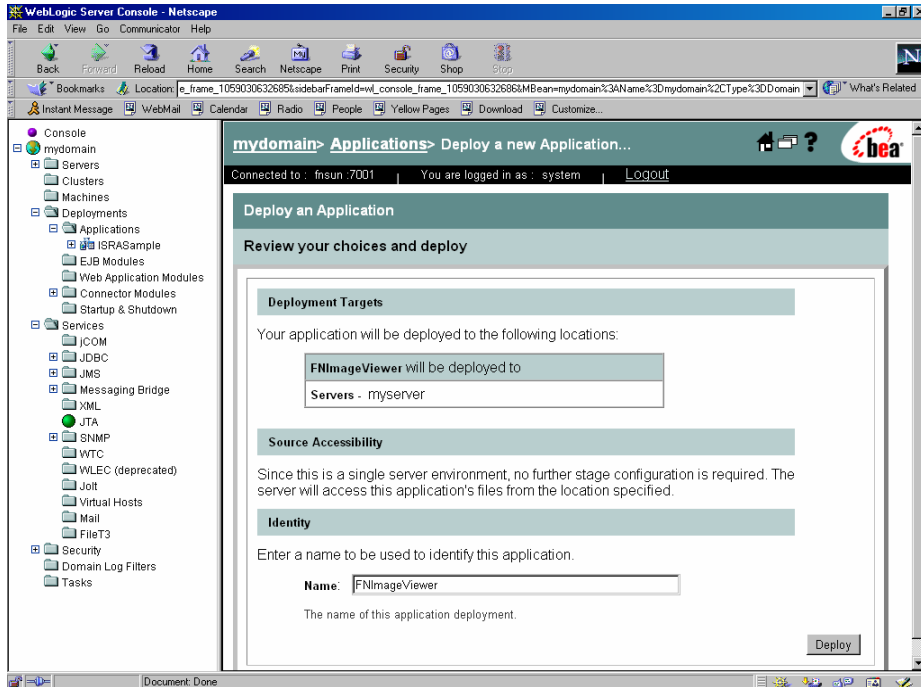 WebLogic Server Console - Netscape
File Edit View Go Communicator Help
Back Forward Reload Home Search Netscape Print Security Shop Stop
Bookmarks Location: e_frame_1059030632685&sidebarFrameId=wl_console_frame_1059030632686&MBean=mydomain%3AName%3Dmydomain%2CType%3DDomain What's Related
Instant Message WebMail Calendar Radio People Yellow Pages Download Customize...
Console
mydomain
Servers
Clusters
Machines
Deployments
Applications
ISRASample
EJB Modules
Web Application Modules
Connector Modules
Startup & Shutdown
Services
jCOM
JDBC
JMS
Messaging Bridge
XML
JTA
SNMP
WTC
WLEC (deprecated)
Jolt
Virtual Hosts
Mail
FileT3
Security
Domain Log Filters
Tasks
mydomain> Applications> Deploy a new Application...
?
bea
Connected to : fnsun :7001 | You are logged in as : system | Logout
Deploy an Application
Review your choices and deploy
Deployment Targets
Your application will be deployed to the following locations:
FNImageViewer will be deployed to
Servers - myserver
Source Accessibility
Since this is a single server environment, no further stage configuration is required. The
server will access this application's files from the location specified.
Identity
Enter a name to be used to identify this application.
Name: FNImageViewer
The name of this application deployment.
Deploy
Document: Done